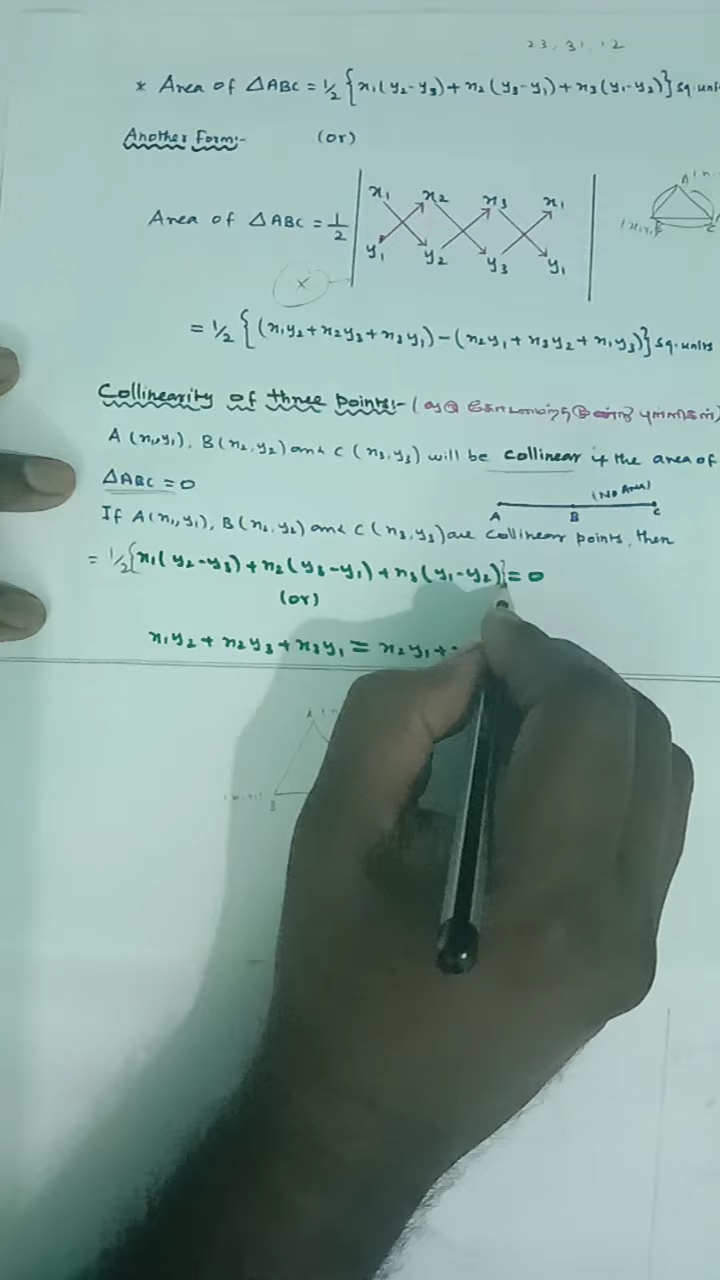 23, 31, 12
* Area of ΔABC = ½ {x₁(y₂-y₃)+x₂(y₃-y₁)+x₃(y₁-y₂)} sq.uni
Another Form:- (or)
Area of ΔABC = 1/2 | x₁ x₂ x₃ x₁
y₁ y₂ y₃ y₁ |
A
B C
x
= ½ {(x₁y₂+x₂y₃+x₃y₁)-(x₂y₁+x₃y₂+x₁y₃)} sq.units
Collinearity of three points:- (ஒரு கோடமைந்த மூன்று புள்ளிகள்)
A(x₁,y₁), B(x₂,y₂) and C(x₃,y₃) will be collinear if the area of
ΔABC = 0
(No Area)
A B C
If A(x₁,y₁), B(x₂,y₂) and C(x₃,y₃) are collinear points, then
= ½{x₁(y₂-y₃)+x₂(y₃-y₁)+x₃(y₁-y₂)}=0
(or)
x₁y₂+x₂y₃+x₃y₁ = x₂y₁+
A
B